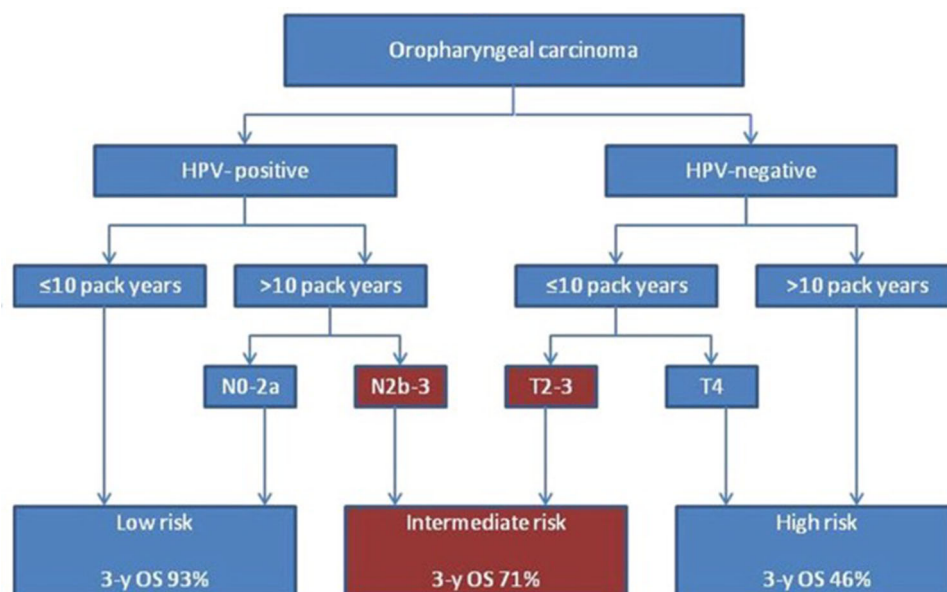 Oropharyngeal carcinoma
HPV- positive
HPV-negative
≤10 pack years
>10 pack years
≤10 pack years
>10 pack years
N0-2a
N2b-3
T2-3
T4
Low risk
3-y OS 93%
Intermediate risk
3-y OS 71%
High risk
3-y OS 46%